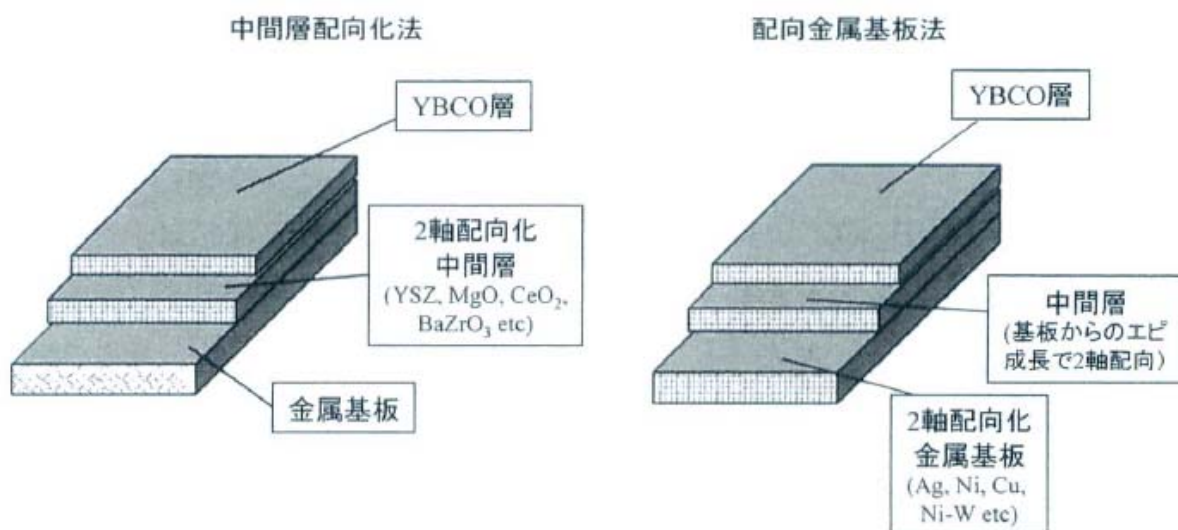 中間層配向化法
YBCO層
2軸配向化
中間層
(YSZ, MgO, CeO₂,
BaZrO₃ etc)
金属基板
配向金属基板法
YBCO層
中間層
(基板からのエピ
成長で2軸配向)
2軸配向化
金属基板
(Ag, Ni, Cu,
Ni-W etc)